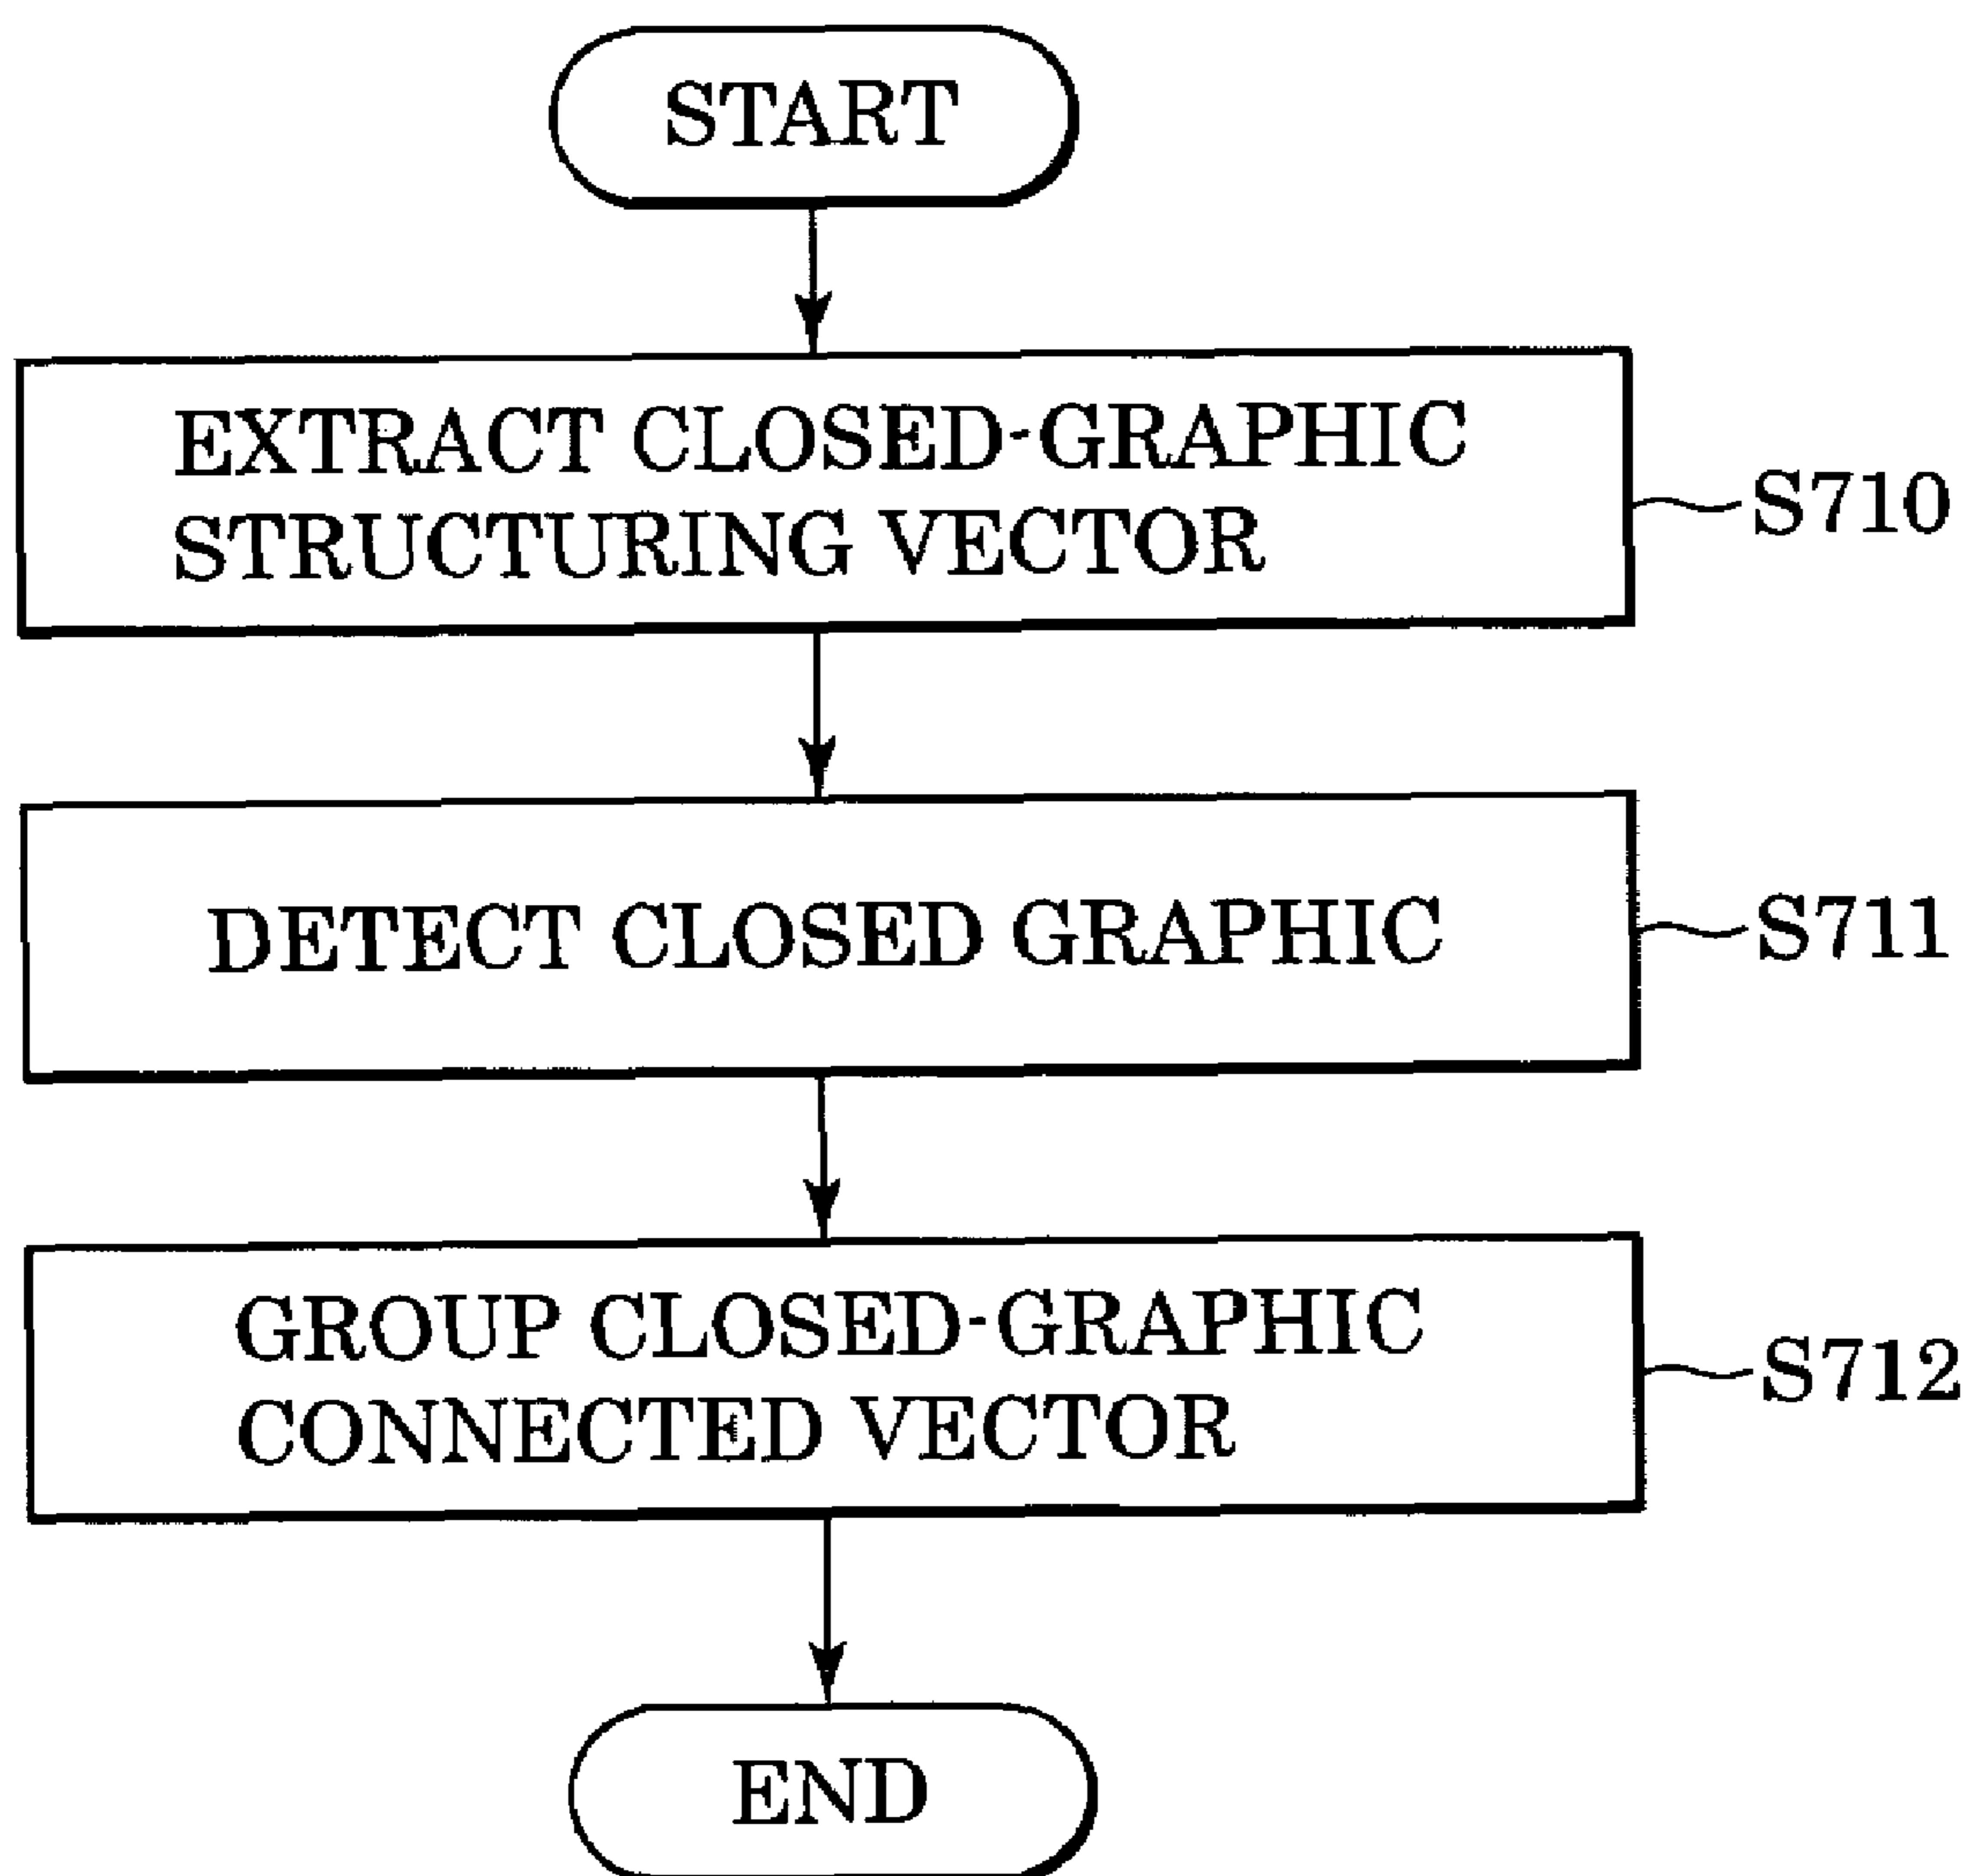 START
EXTRACT CLOSED-GRAPHIC
STRUCTURING VECTOR
S710
DETECT CLOSED GRAPHIC
S711
GROUP CLOSED-GRAPHIC
CONNECTED VECTOR
S712
END